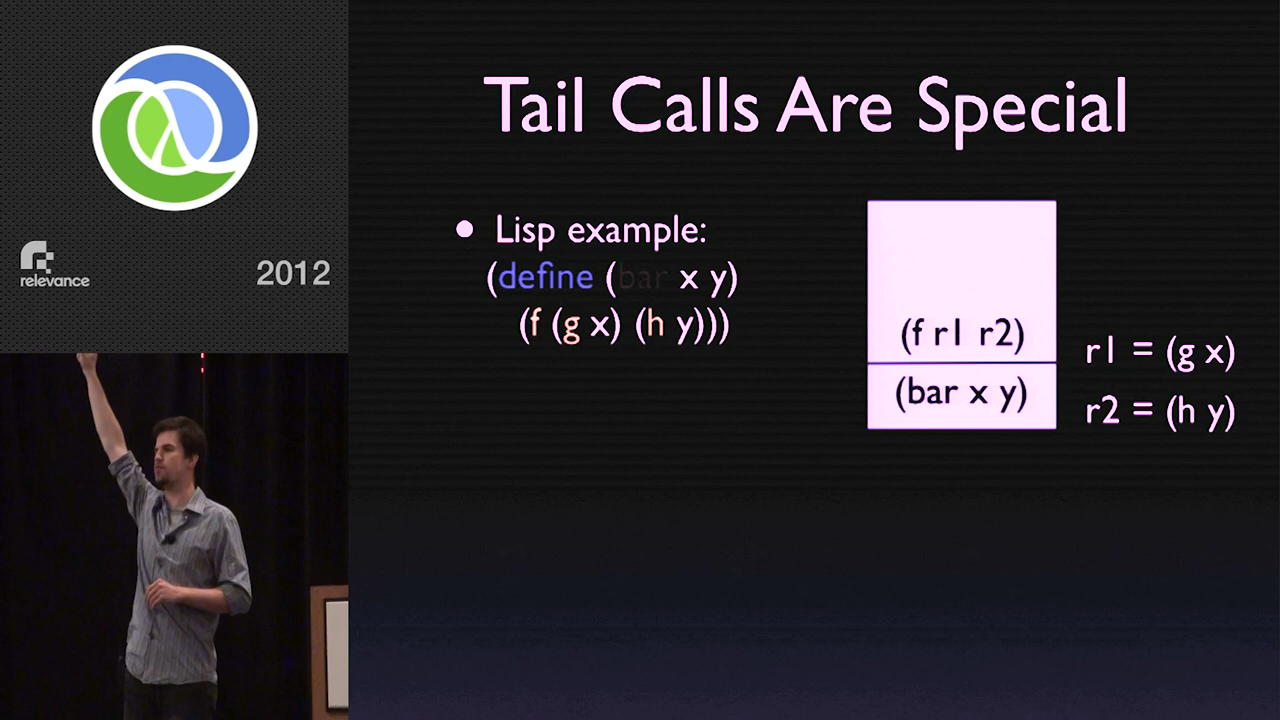 relevance
2012
Tail Calls Are Special
• Lisp example:
(define (bar x y)
(f (g x) (h y)))
(f r1 r2)
(bar x y)
r1 = (g x)
r2 = (h y)